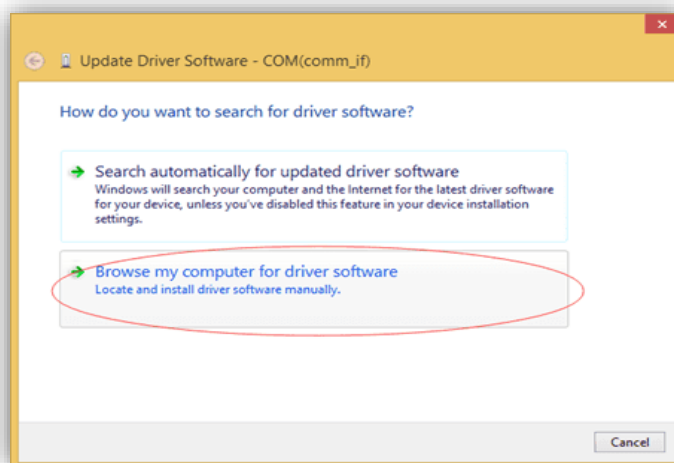 Update Driver Software - COM(comm_if)
How do you want to search for driver software?
Search automatically for updated driver software
Windows will search your computer and the Internet for the latest driver software
for your device, unless you've disabled this feature in your device installation
settings.
Browse my computer for driver software
Locate and install driver software manually.
Cancel